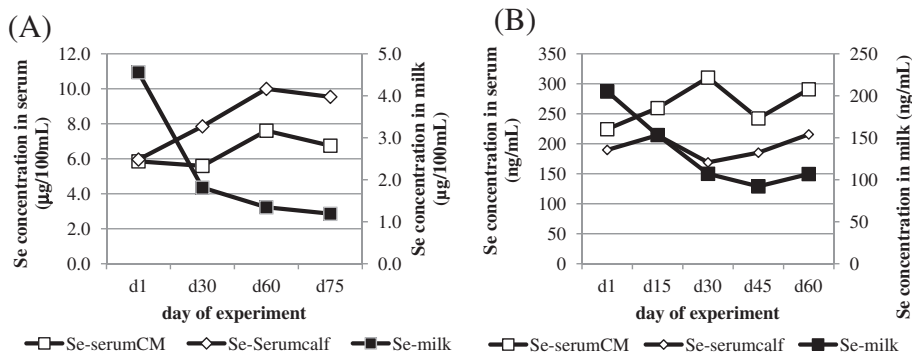 (A)
Se concentration in serum
(µg/100mL)
12.0
10.0
8.0
6.0
4.0
2.0
0.0
5.0
4.0
3.0
2.0
1.0
0.0
Se concentration in milk
(µg/100mL)
d1 d30 d60 d75
day of experiment
Se-serumCM Se-Serumcalf Se-milk
(B)
Se concentration in serum
(ng/mL)
350
300
250
200
150
100
50
0
250
200
150
100
50
0
Se concentration in milk (ng/mL)
d1 d15 d30 d45 d60
day of experiment
Se-serumCM Se-serumcalf Se-milk